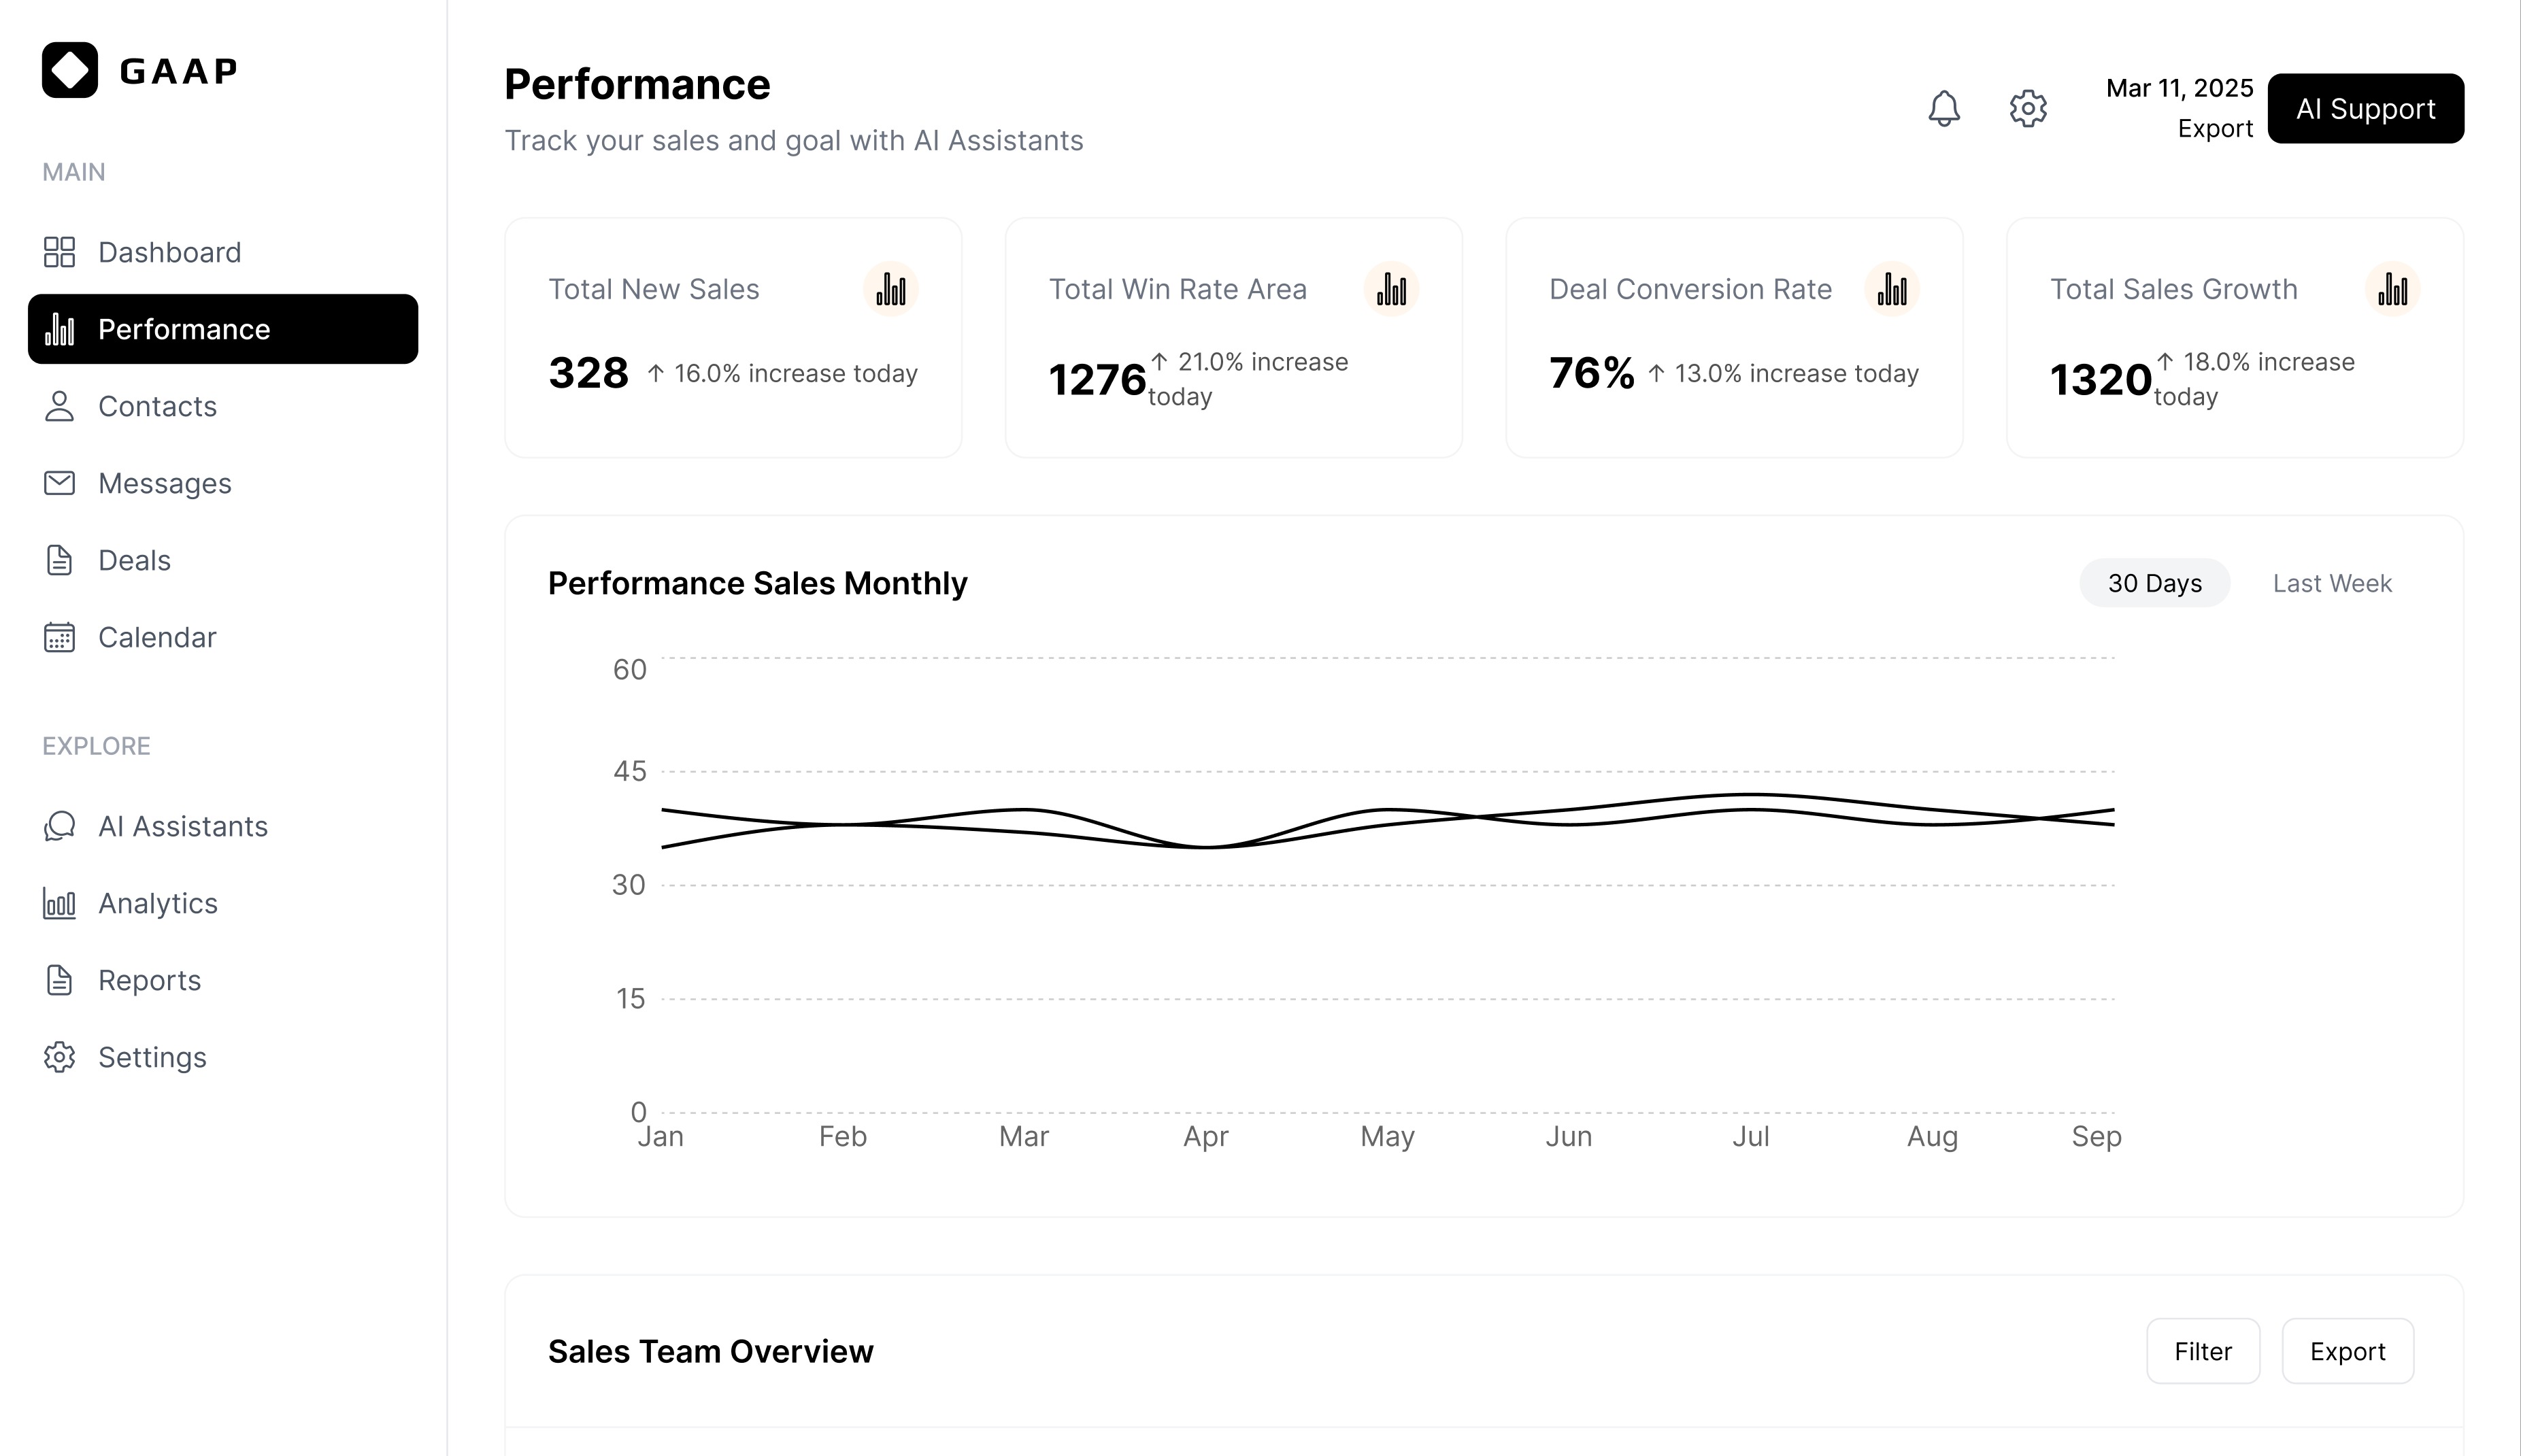 GAAP
MAIN
Dashboard
Performance
Contacts
Messages
Deals
Calendar
EXPLORE
AI Assistants
Analytics
Reports
Settings
Performance
Track your sales and goal with AI Assistants
Mar 11, 2025
Export
AI Support
Total New Sales
328 ↑ 16.0% increase today
Total Win Rate Area
1276 ↑ 21.0% increase
today
Deal Conversion Rate
76% ↑ 13.0% increase today
Total Sales Growth
1320 ↑ 18.0% increase
today
Performance Sales Monthly
30 Days
Last Week
60
45
30
15
0
Jan Feb Mar Apr May Jun Jul Aug Sep
Sales Team Overview
Filter
Export